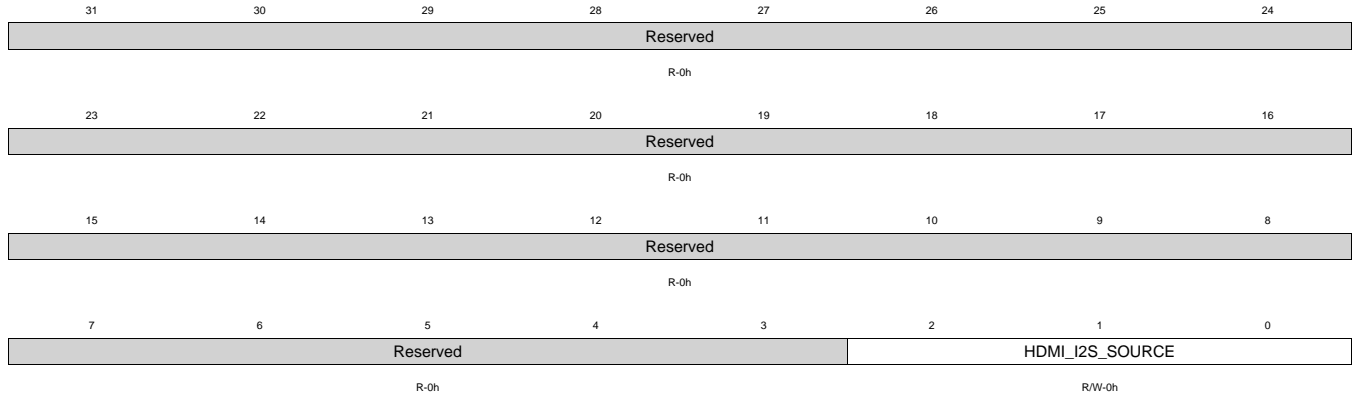 31 30 29 28 27 26 25 24
Reserved
R-0h
23 22 21 20 19 18 17 16
Reserved
R-0h
15 14 13 12 11 10 9 8
Reserved
R-0h
7 6 5 4 3 2 1 0
Reserved HDMI_I2S_SOURCE
R-0h R/W-0h